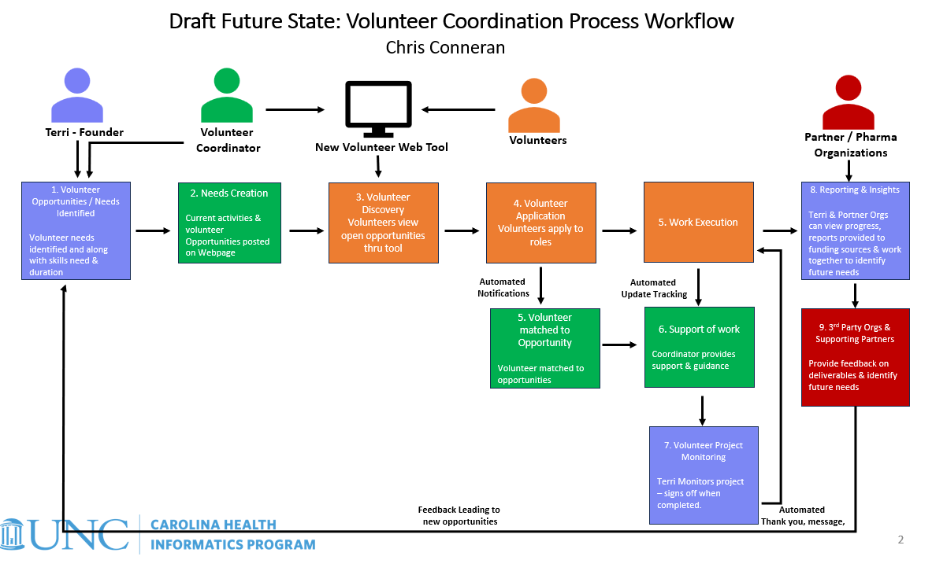 Draft Future State: Volunteer Coordination Process Workflow
Chris Conneran
Terri - Founder
Volunteer
Coordinator
New Volunteer Web Tool
Volunteers
Partner / Pharma
Organizations
1. Volunteer
Opportunities / Needs
Identified
Volunteer needs
identified and along
with skills need &
duration
2. Needs Creation
Current activities &
volunteer
Opportunities posted
on Webpage
3. Volunteer
Discovery
Volunteers view
open opportunities
thru tool
4. Volunteer
Application
Volunteers apply to
roles
5. Work Execution
8. Reporting & Insights
Terri & Partner Orgs
can view progress,
reports provided to
funding sources & work
together to identify
future needs
Automated
Notifications
Automated
Update Tracking
5. Volunteer
matched to
Opportunity
Volunteer matched to
opportunities
6. Support of work
Coordinator provides
support & guidance
9. 3rd Party Orgs &
Supporting Partners
Provide feedback on
deliverables & identify
future needs
7. Volunteer Project
Monitoring
Terri Monitors project
– signs off when
completed.
Feedback Leading to
new opportunities
Automated
Thank you, message,
UNC
CAROLINA HEALTH
INFORMATICS PROGRAM
2